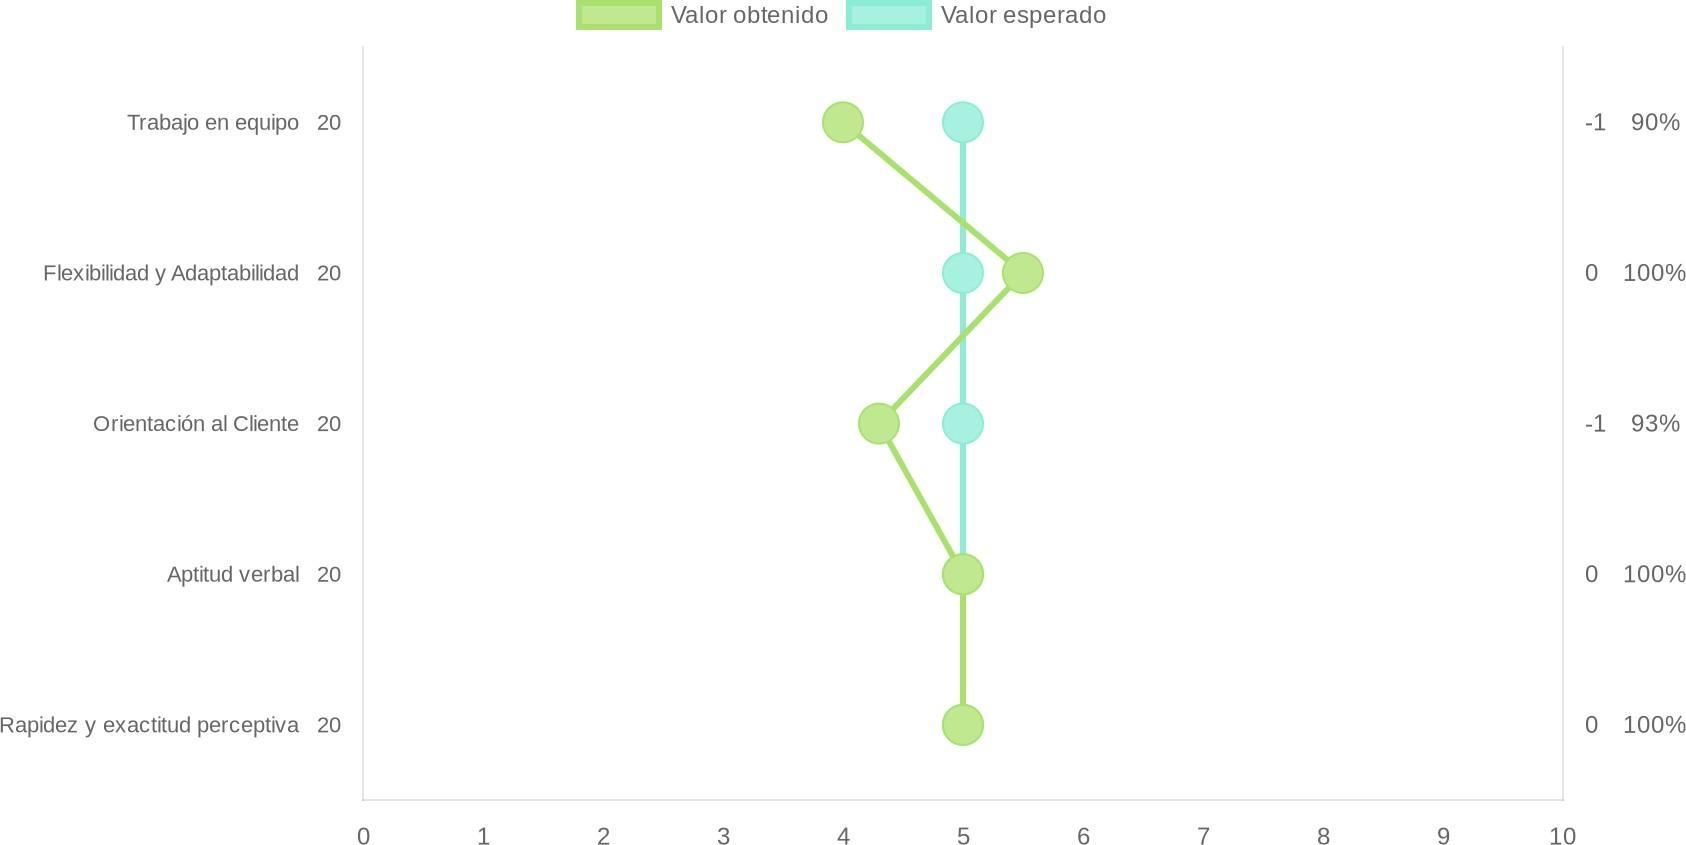 Valor obtenido Valor esperado
Trabajo en equipo 20 -1 90%
Flexibilidad y Adaptabilidad 20 0 100%
Orientación al Cliente 20 -1 93%
Aptitud verbal 20 0 100%
Rapidez y exactitud perceptiva 20 0 100%
0 1 2 3 4 5 6 7 8 9 10